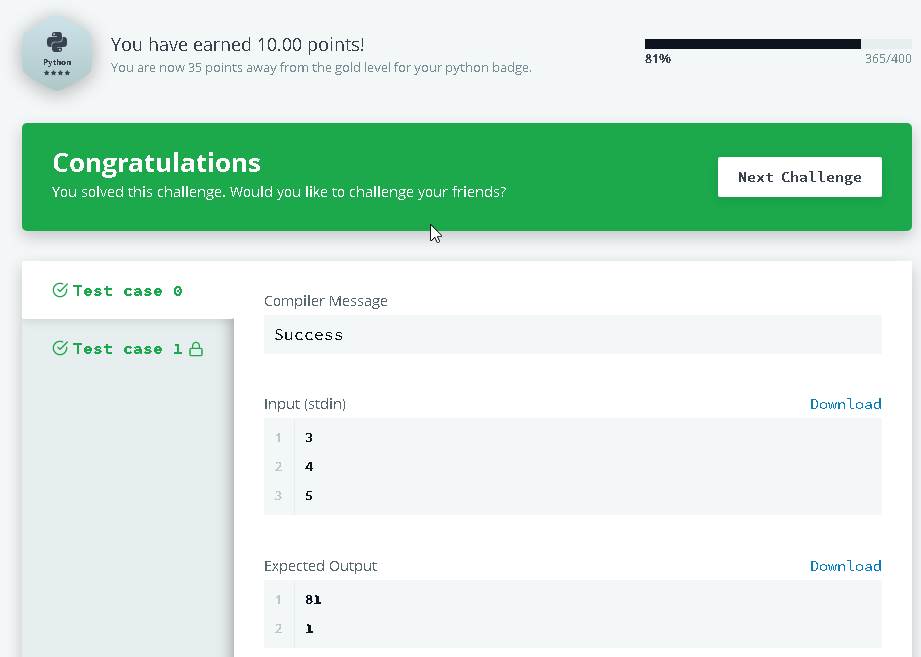 You have earned 10.00 points!
Python
You are now 35 points away from the gold level for your python badge.
81%
365/400
Congratulations
You solved this challenge. Would you like to challenge your friends?
Next Challenge
Test case 0
Test case 1
Compiler Message
Success
Input (stdin)
Download
1 3
2 4
3 5
Expected Output
Download
1 81
2 1